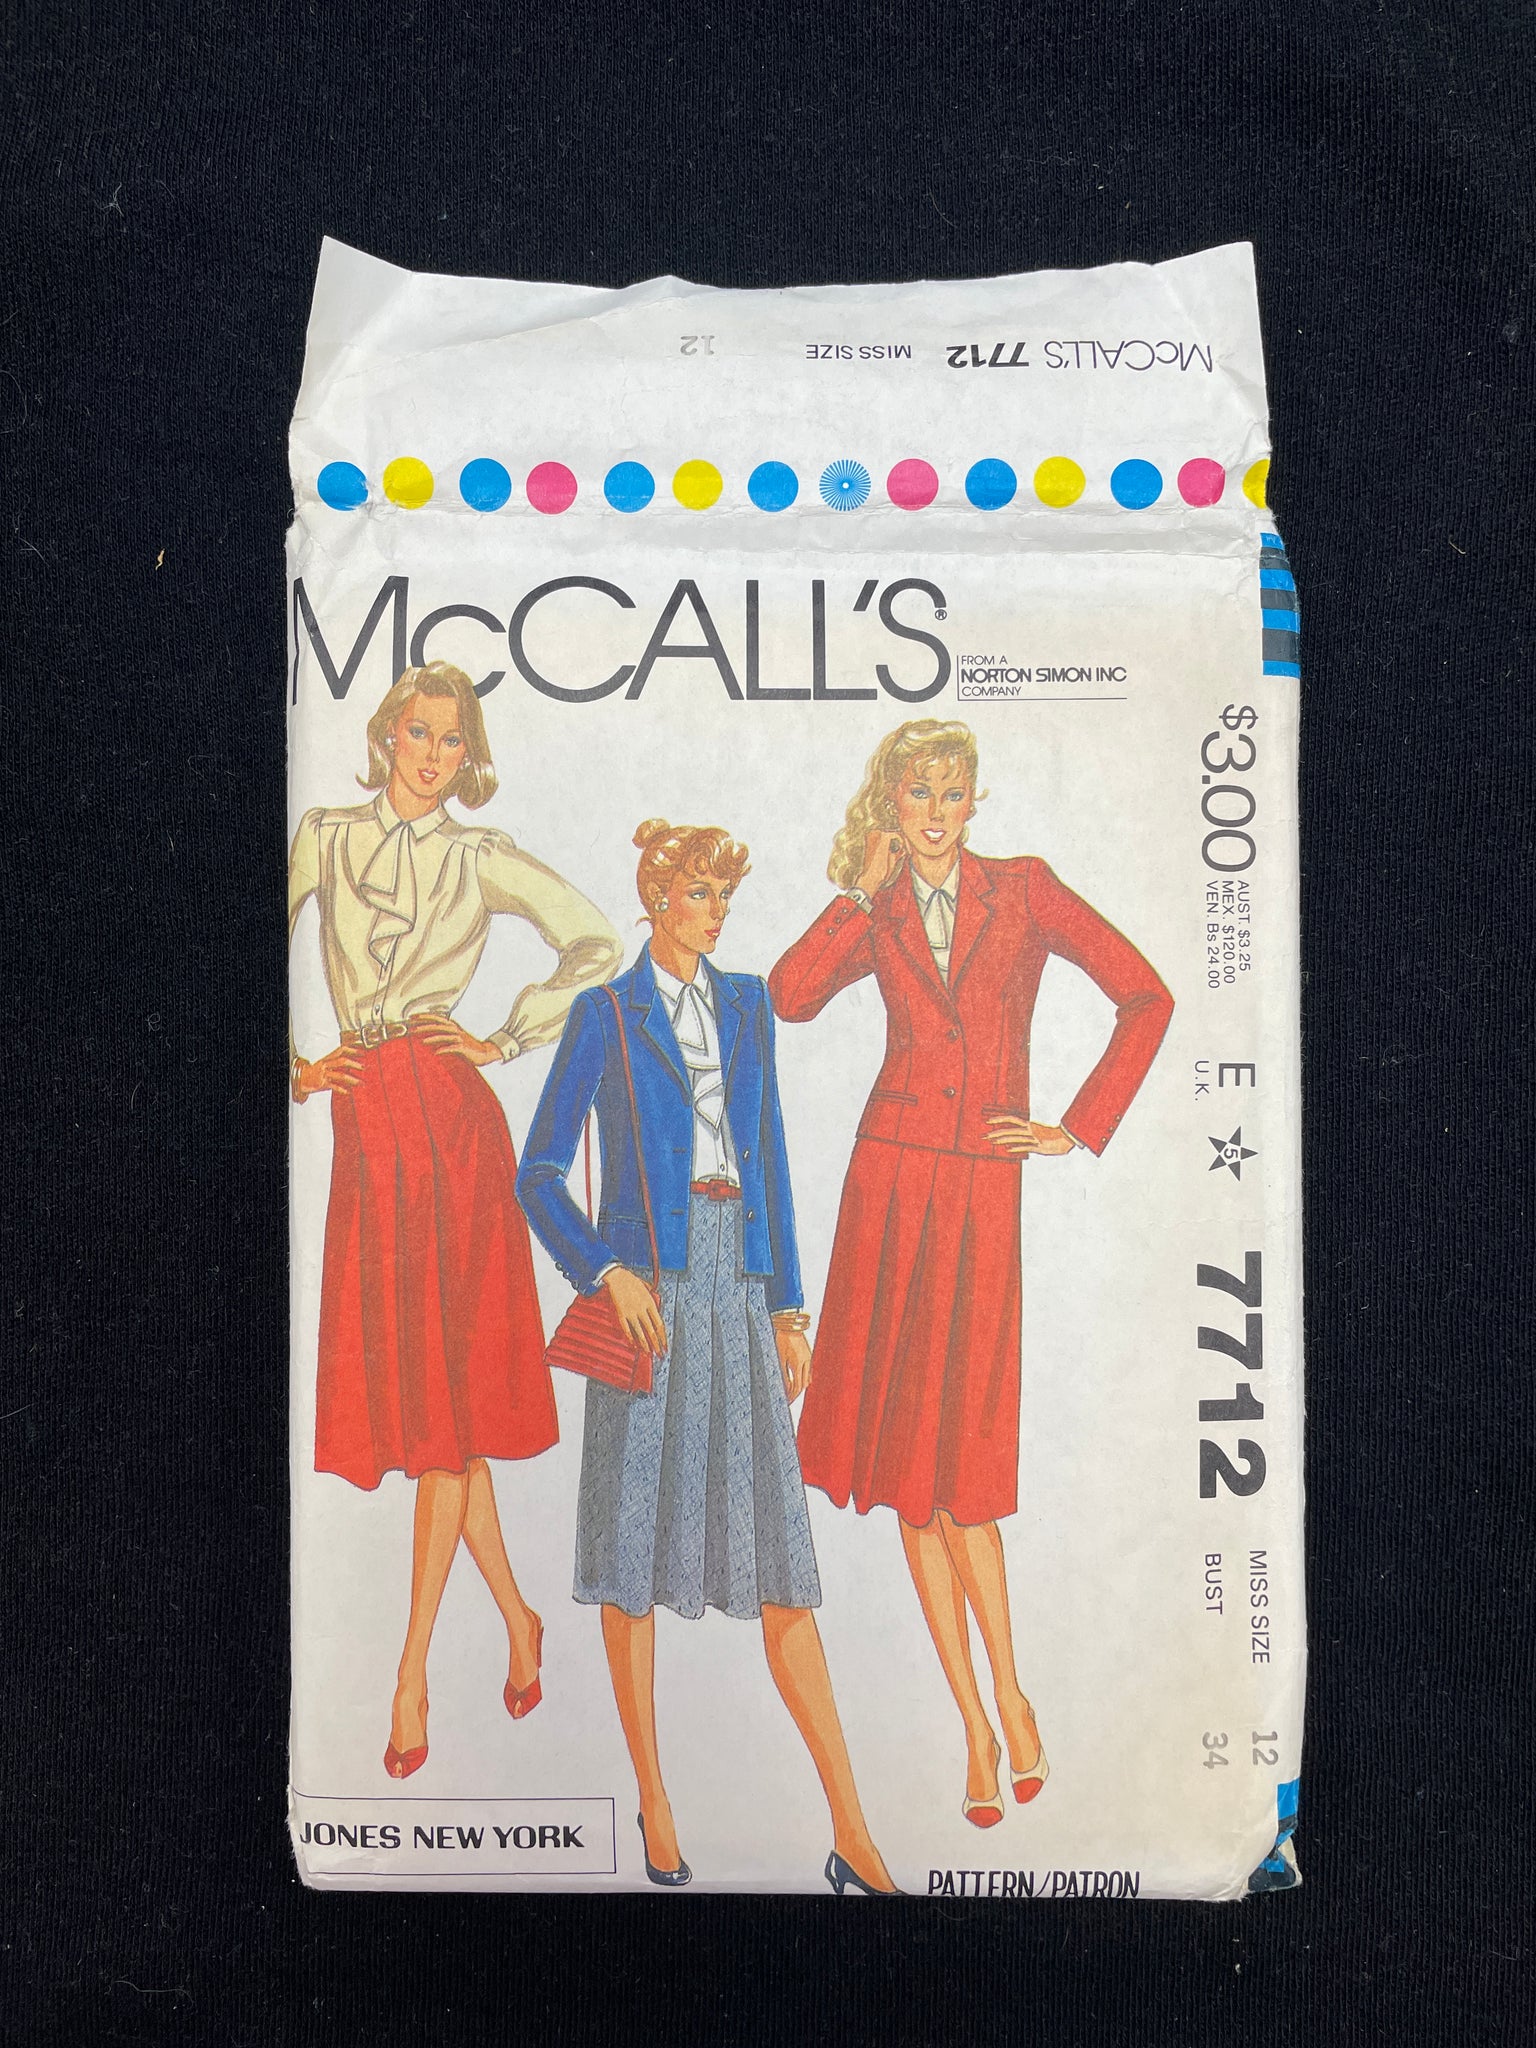 McCALL'S 7712 MISS SIZE 12
McCALL'S®
FROM A
NORTON SIMON INC
COMPANY
$3.00
AUST. $3.25
MEX. $120.00
VEN. Bs 24.00
E
U.K.
5
7712
MISS SIZE 12
BUST 34
JONES NEW YORK
PATTERN/PATRON